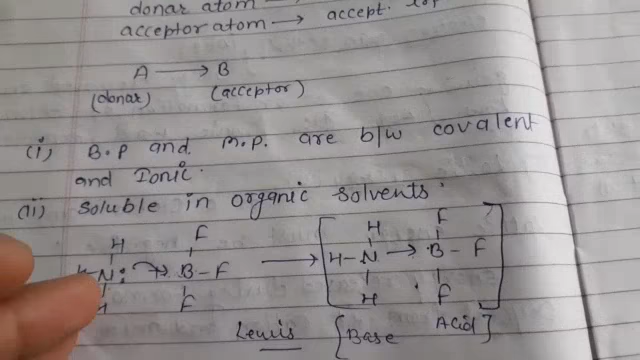 donar atom →
acceptor atom → accept.
A → B
(donar) (acceptor)
(i) B.P and M.P. are b/w covalent
and Ionic.
(ii) Soluble in organic solvents.
H F H F
H-N: → B-F → [H-N → B-F]
H F H F
Lewis [Base Acid]